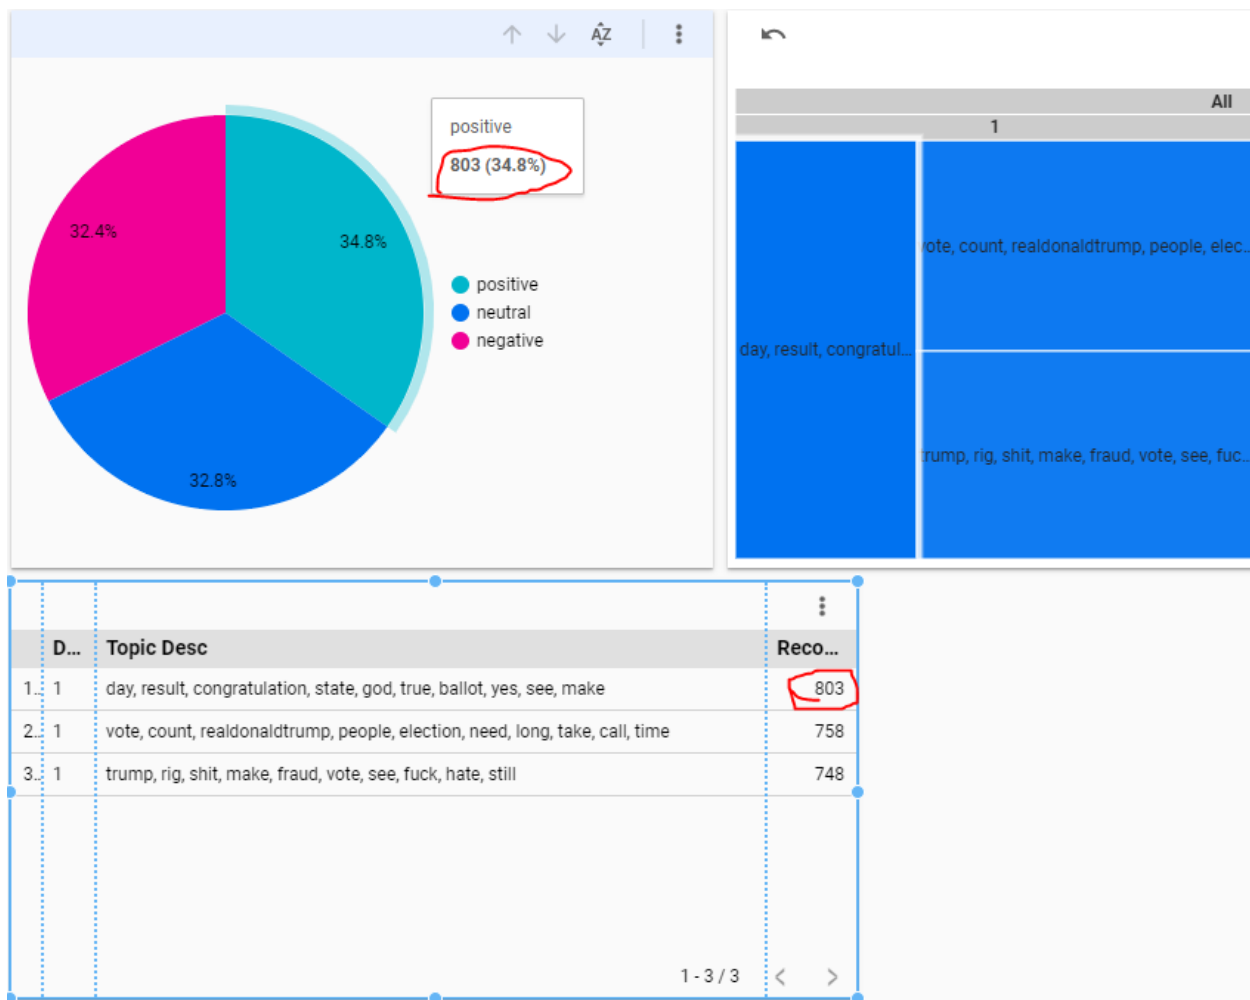 AZ
positive
803 (34.8%)
32.4%
34.8%
32.8%
positive
neutral
negative
All
1
day, result, congratul...
vote, count, realdonaldtrump, people, elec...
trump, rig, shit, make, fraud, vote, see, fuc...
D... Topic Desc Reco...
1.. 1 day, result, congratulation, state, god, true, ballot, yes, see, make 803
2.. 1 vote, count, realdonaldtrump, people, election, need, long, take, call, time 758
3.. 1 trump, rig, shit, make, fraud, vote, see, fuck, hate, still 748
1 - 3 / 3